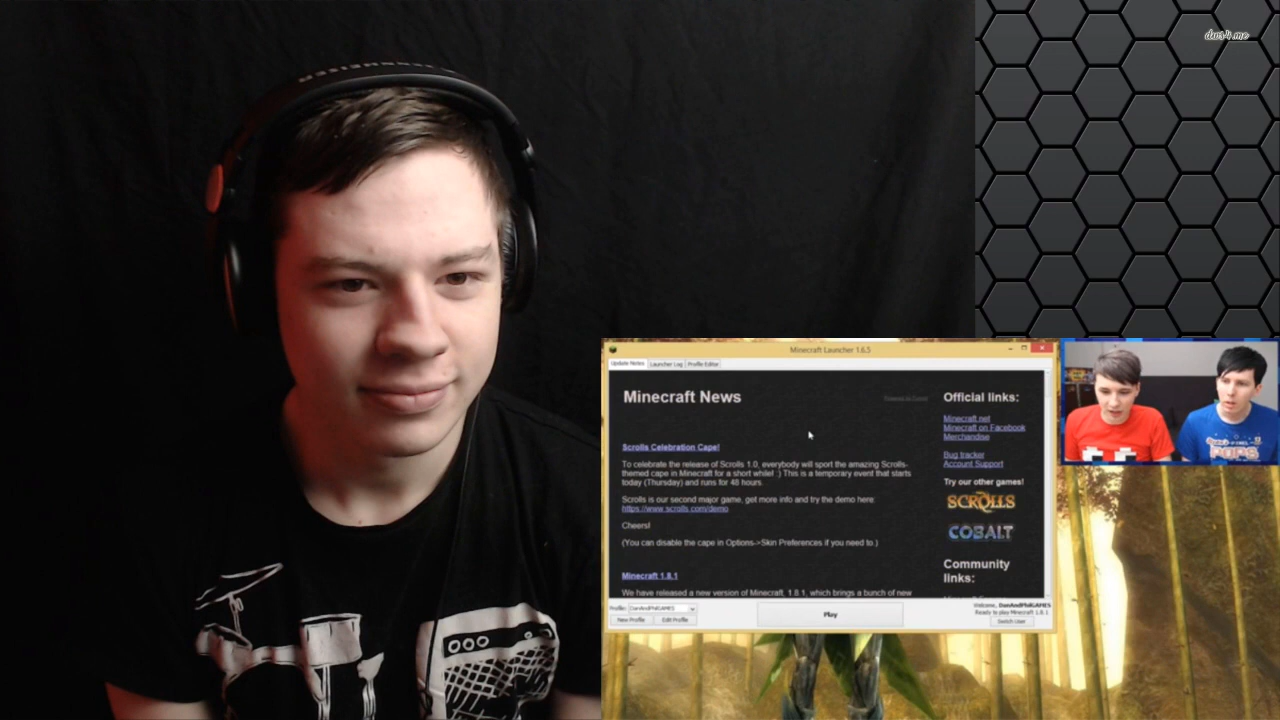 dws4.me
SENNHEISER
Minecraft Launcher 1.6.5
Update Notes
Launcher Log
Profile Editor
Minecraft News
Official links:
Minecraft.net
Minecraft on Facebook
Merchandise
Scrolls Celebration Cape!
Bug tracker
Account Support
To celebrate the release of Scrolls 1.0, everybody will sport the amazing Scrolls-
themed cape in Minecraft for a short while! :) This is a temporary event that starts
today (Thursday) and runs for 48 hours.
Try our other games!
SCROLLS
Scrolls is our second major game, get more info and try the demo here:
https://www.scrolls.com/demo
Cheers!
COBALT
(You can disable the cape in Options->Skin Preferences if you need to.)
Community
links:
Minecraft 1.8.1
We have released a new version of Minecraft, 1.8.1, which brings a bunch of new
Profile:
DanAndPhilGAMES
New Profile
Edit Profile
Play
Welcome, DanAndPhilGAMES
Ready to play Minecraft 1.8.1
Switch User
POPS